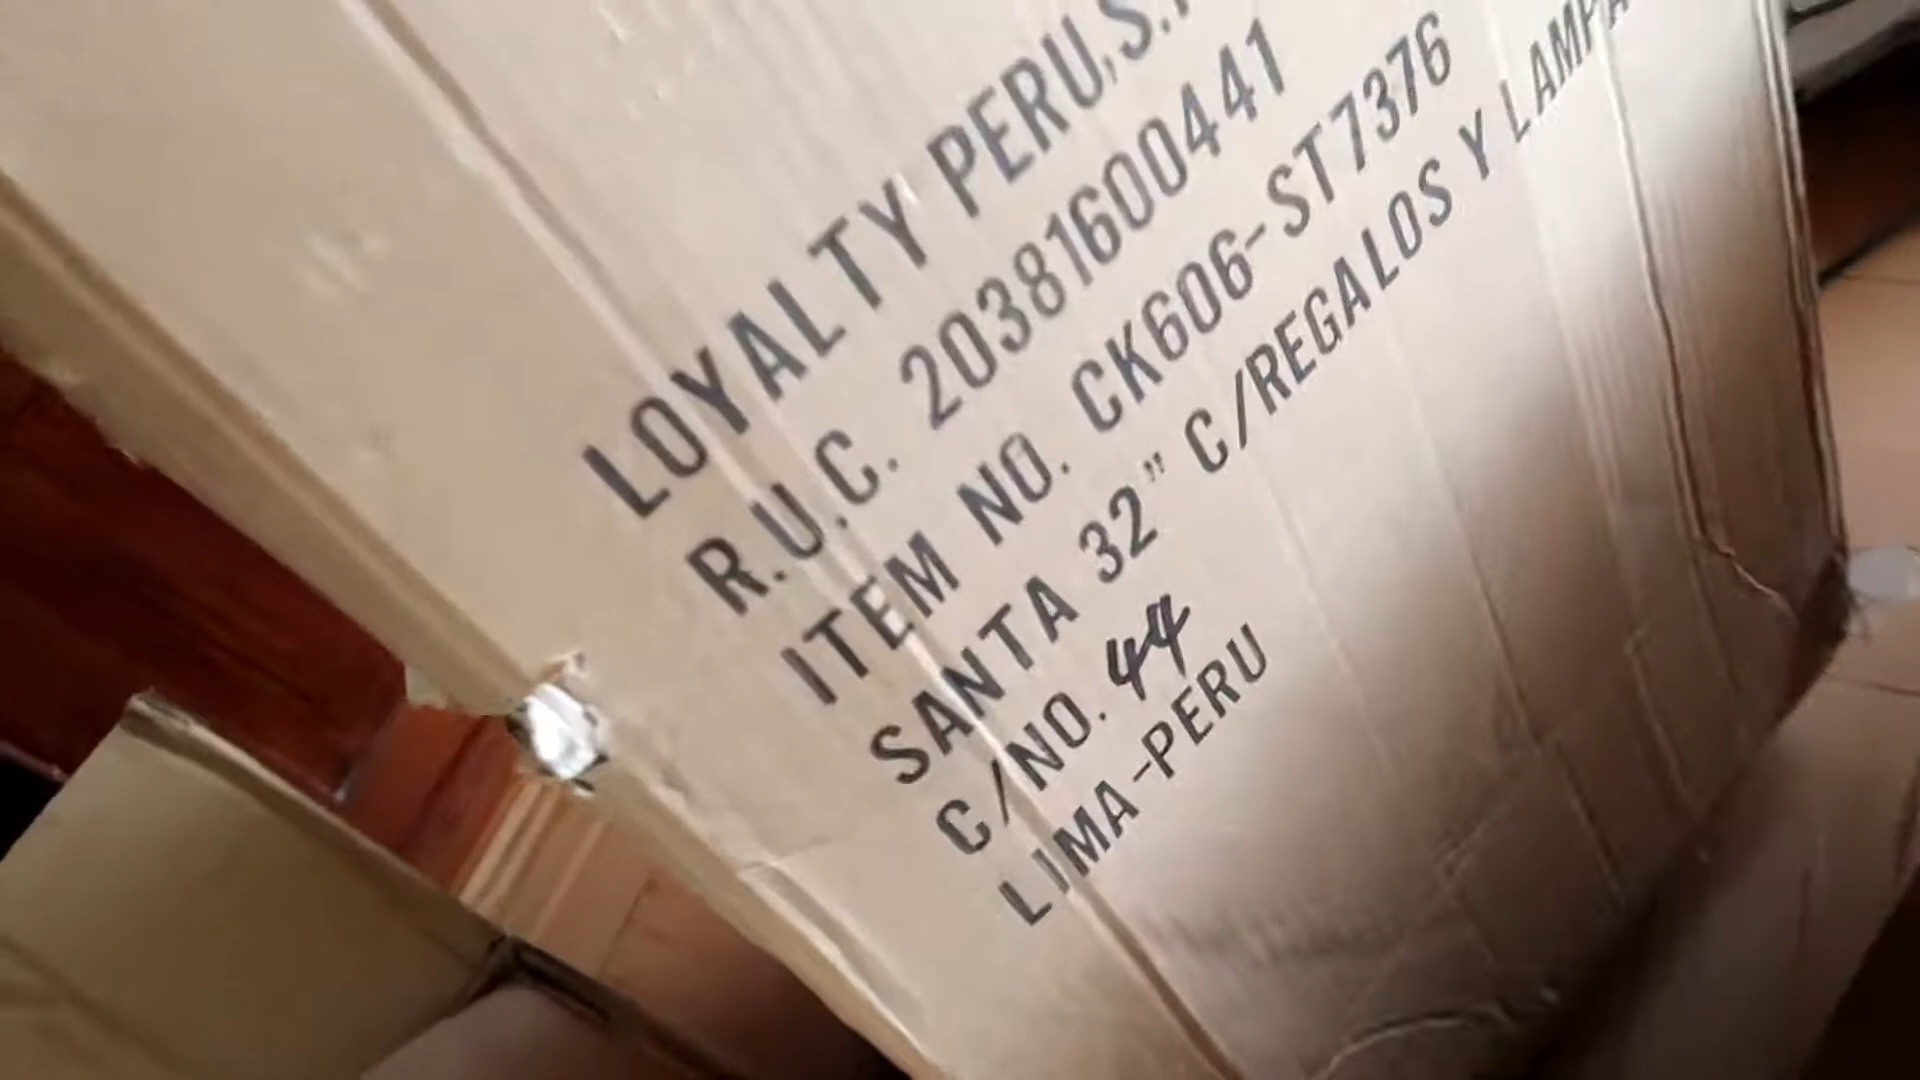 LOYALTY PERU.S.
R.U.C. 20381600441
ITEM NO. CK606-ST7376
SANTA 32" C/REGALOS Y
C/NO. 44
LIMA-PERU